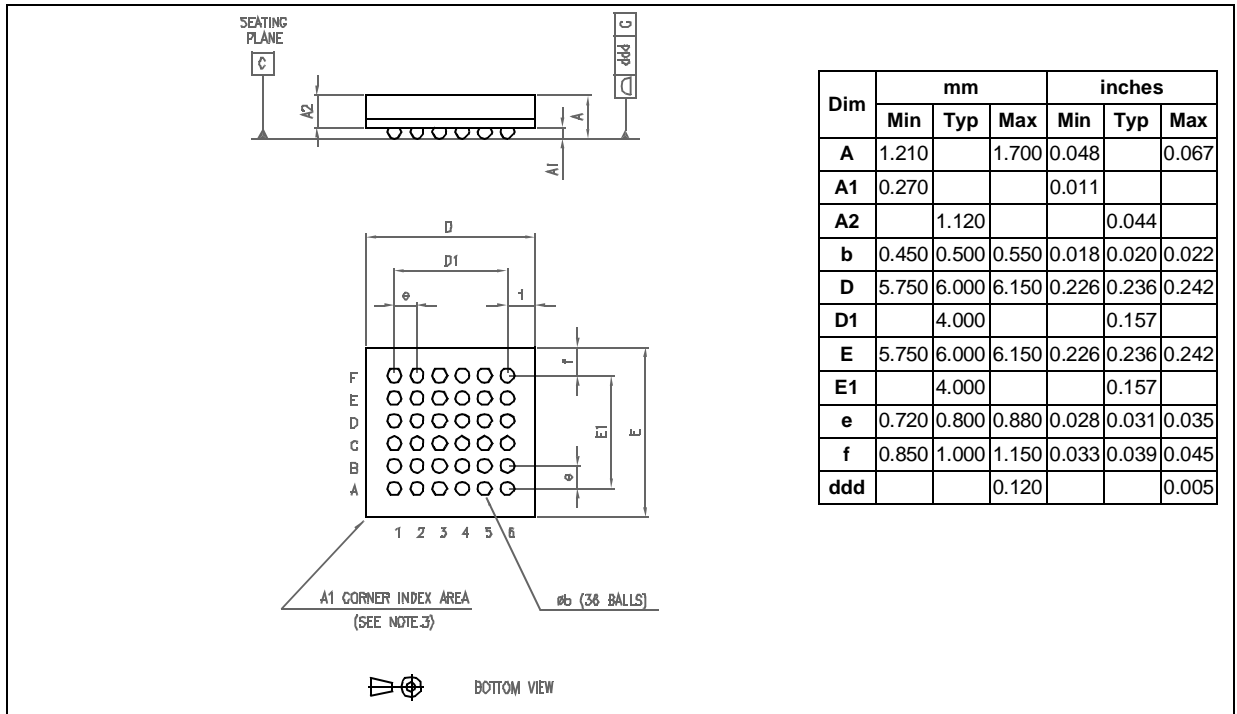 SEATING
PLANE
C
A2
A
A1
ddd
C
D
D1
e
f
f
F
E
D
C
B
A
E1
E
e
1 2 3 4 5 6
A1 CORNER INDEX AREA
(SEE NOTE.3)
øb (36 BALLS)
BOTTOM VIEW
Dim mm inches
Min Typ Max Min Typ Max
A 1.210 1.700 0.048 0.067
A1 0.270 0.011
A2 1.120 0.044
b 0.450 0.500 0.550 0.018 0.020 0.022
D 5.750 6.000 6.150 0.226 0.236 0.242
D1 4.000 0.157
E 5.750 6.000 6.150 0.226 0.236 0.242
E1 4.000 0.157
e 0.720 0.800 0.880 0.028 0.031 0.035
f 0.850 1.000 1.150 0.033 0.039 0.045
ddd 0.120 0.005